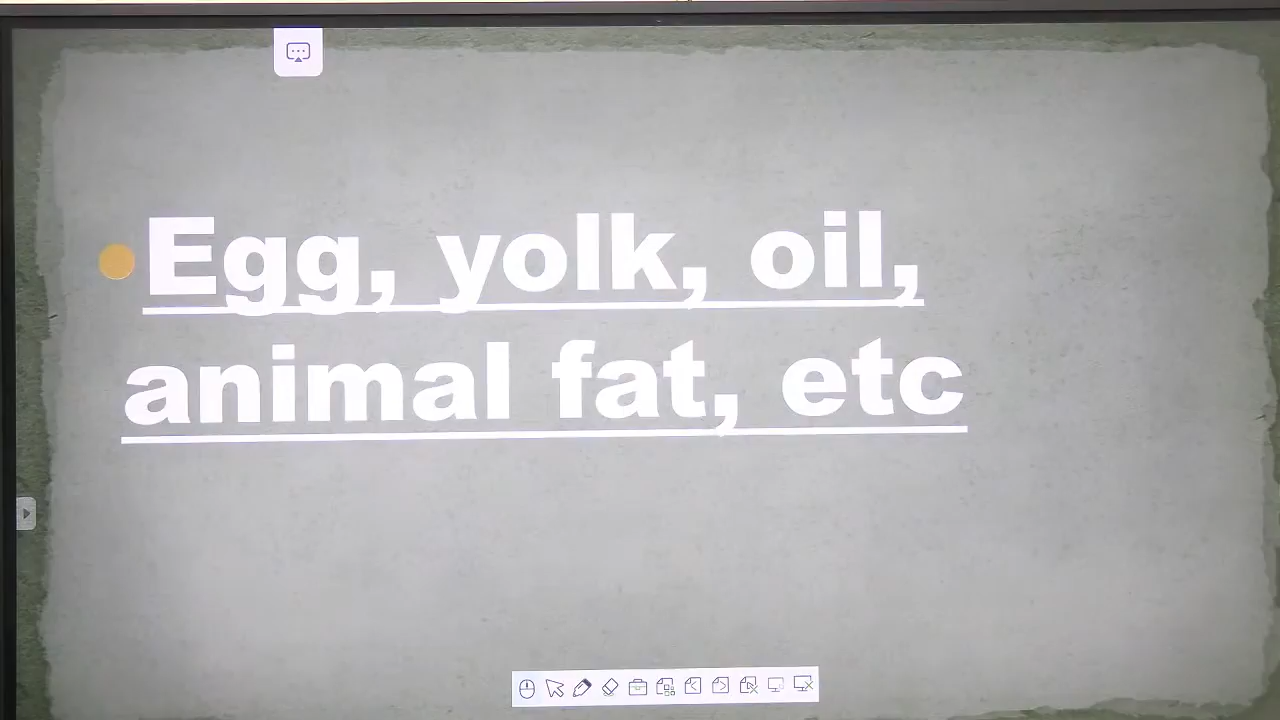 Egg, yolk, oil,
animal fat, etc